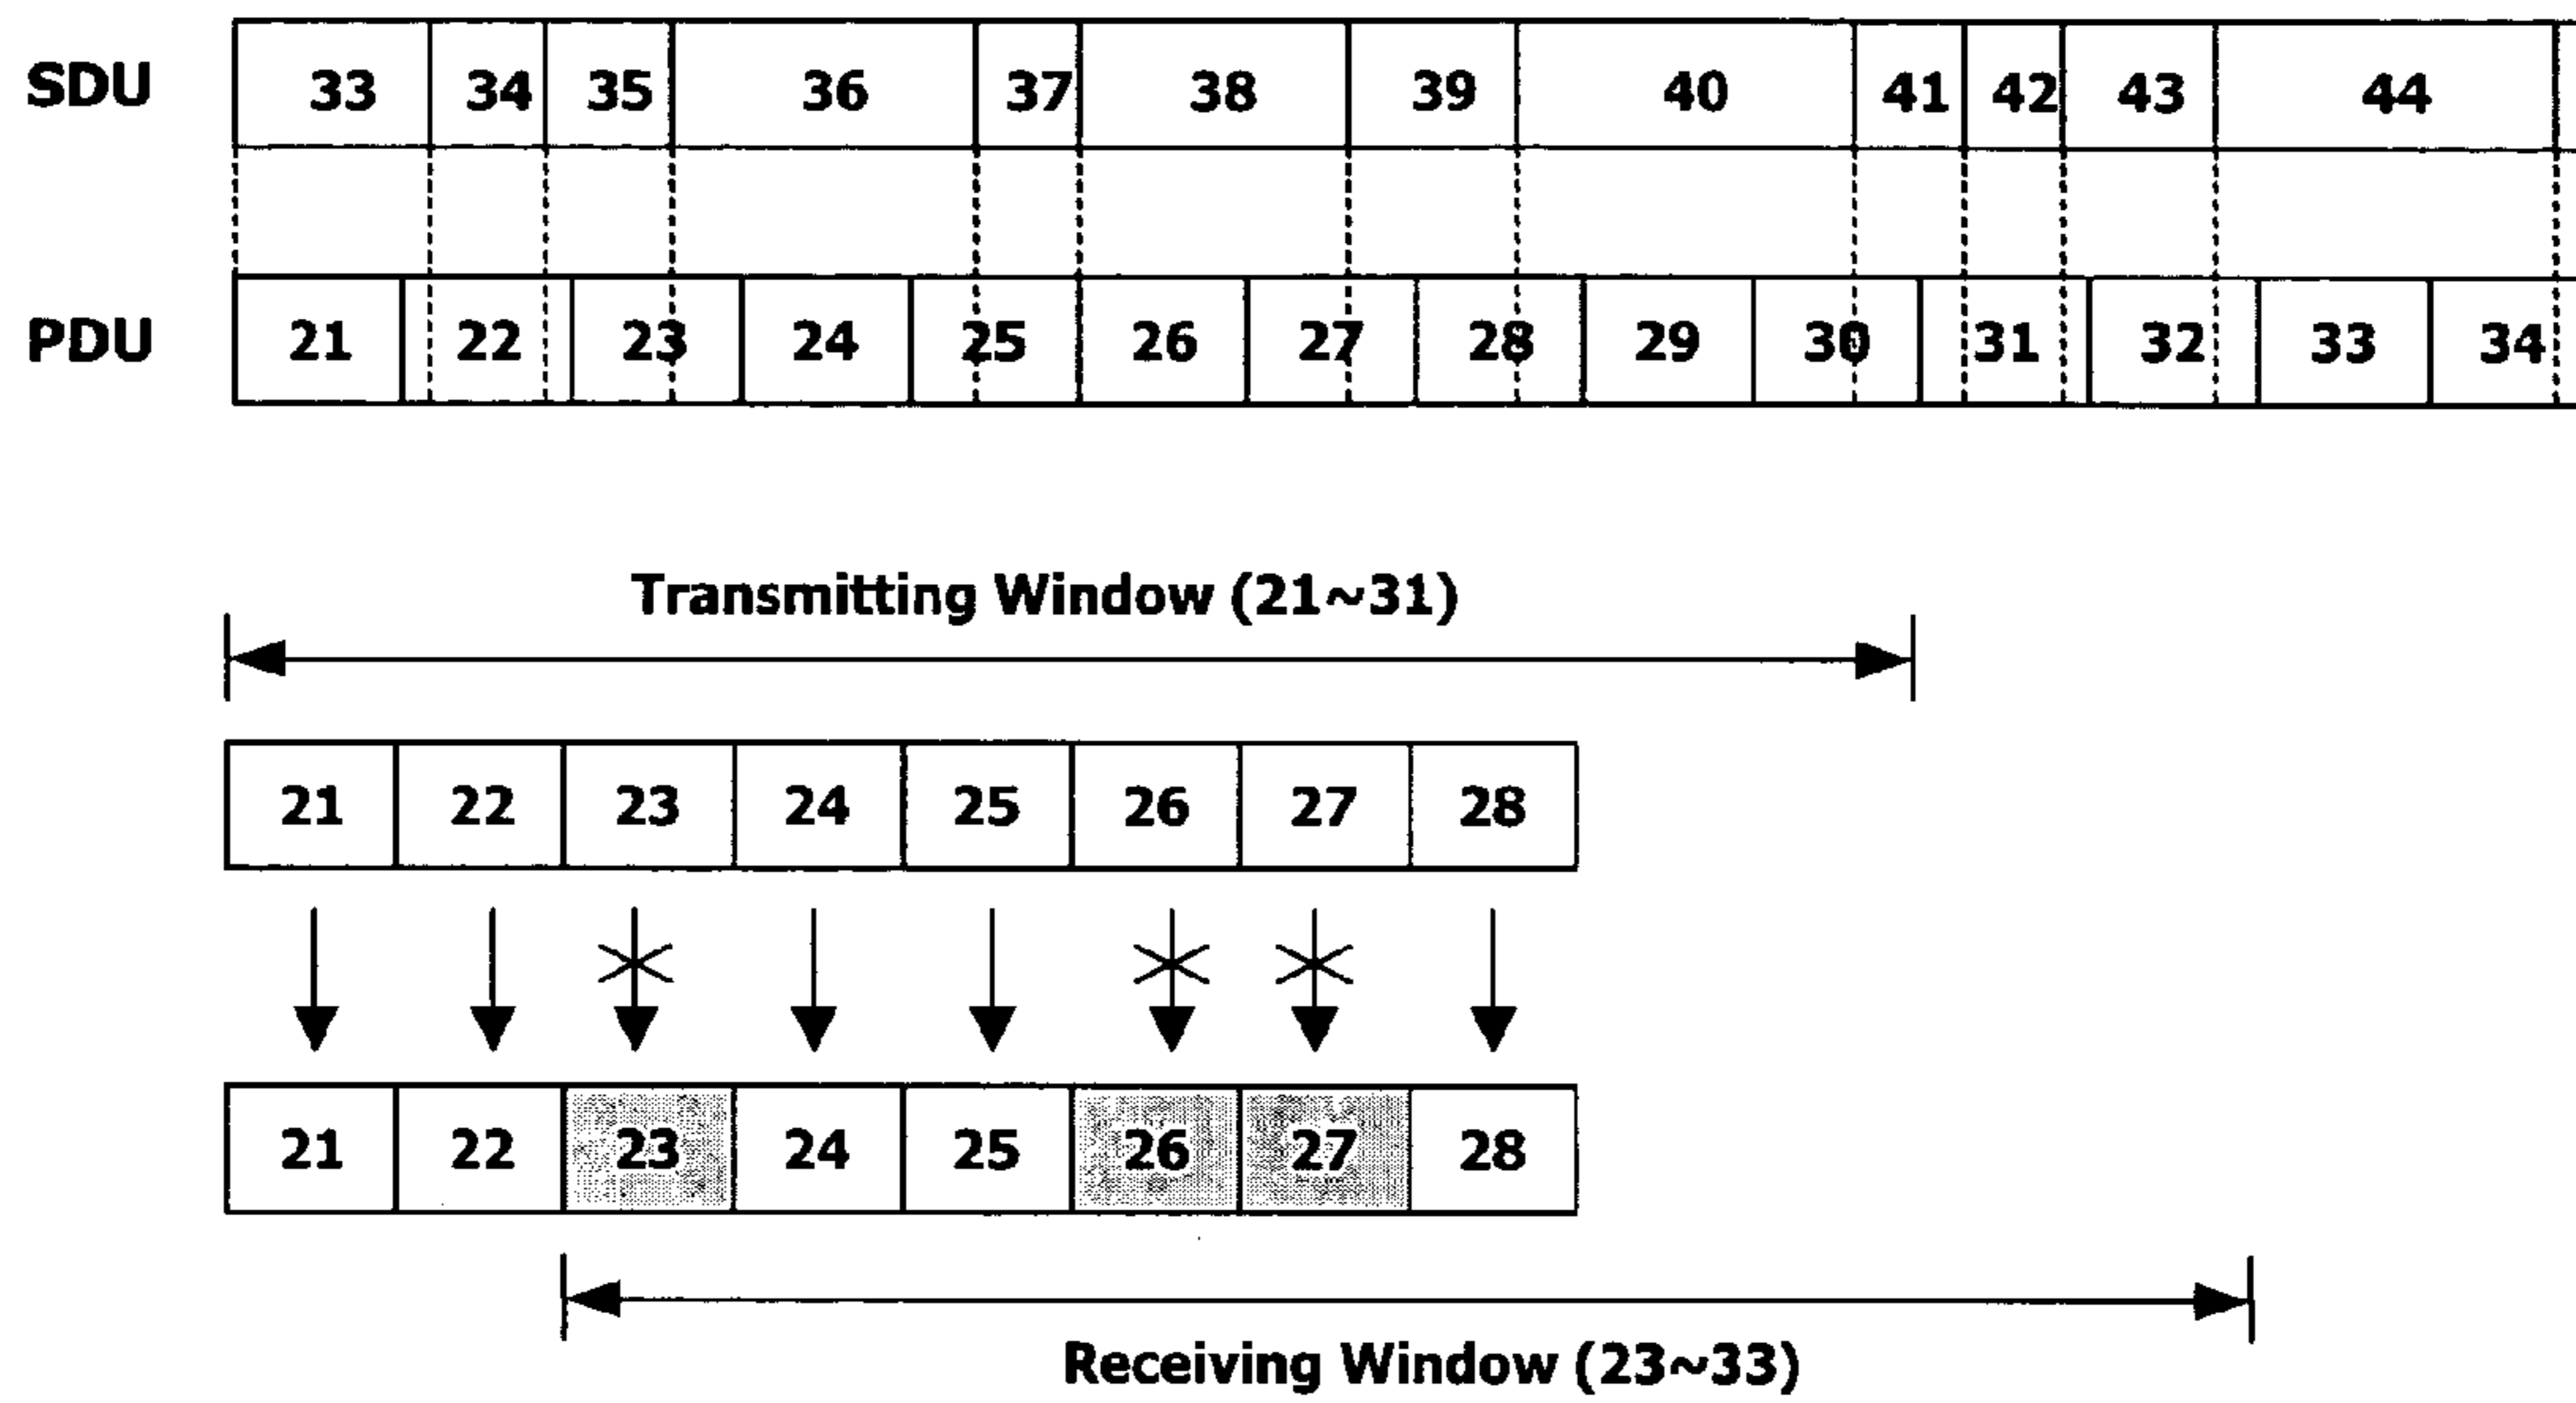 SDU 33 34 35 36 37 38 39 40 41 42 43 44
PDU 21 22 23 24 25 26 27 28 29 30 31 32 33 34
Transmitting Window (21~31)
21 22 23 24 25 26 27 28
21 22 23 24 25 26 27 28
Receiving Window (23~33)